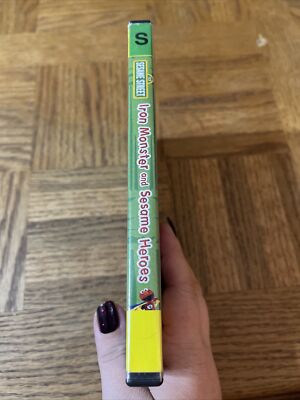 S
SESAME STREET
Iron Monster and Sesame Heroes